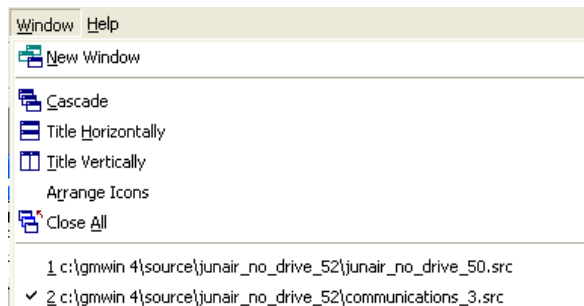 Window Help
New Window
Cascade
Title Horizontally
Title Vertically
Arrange Icons
Close All
1 c:\gmwin 4\source\junair_no_drive_52\junair_no_drive_50.src
2 c:\gmwin 4\source\junair_no_drive_52\communications_3.src